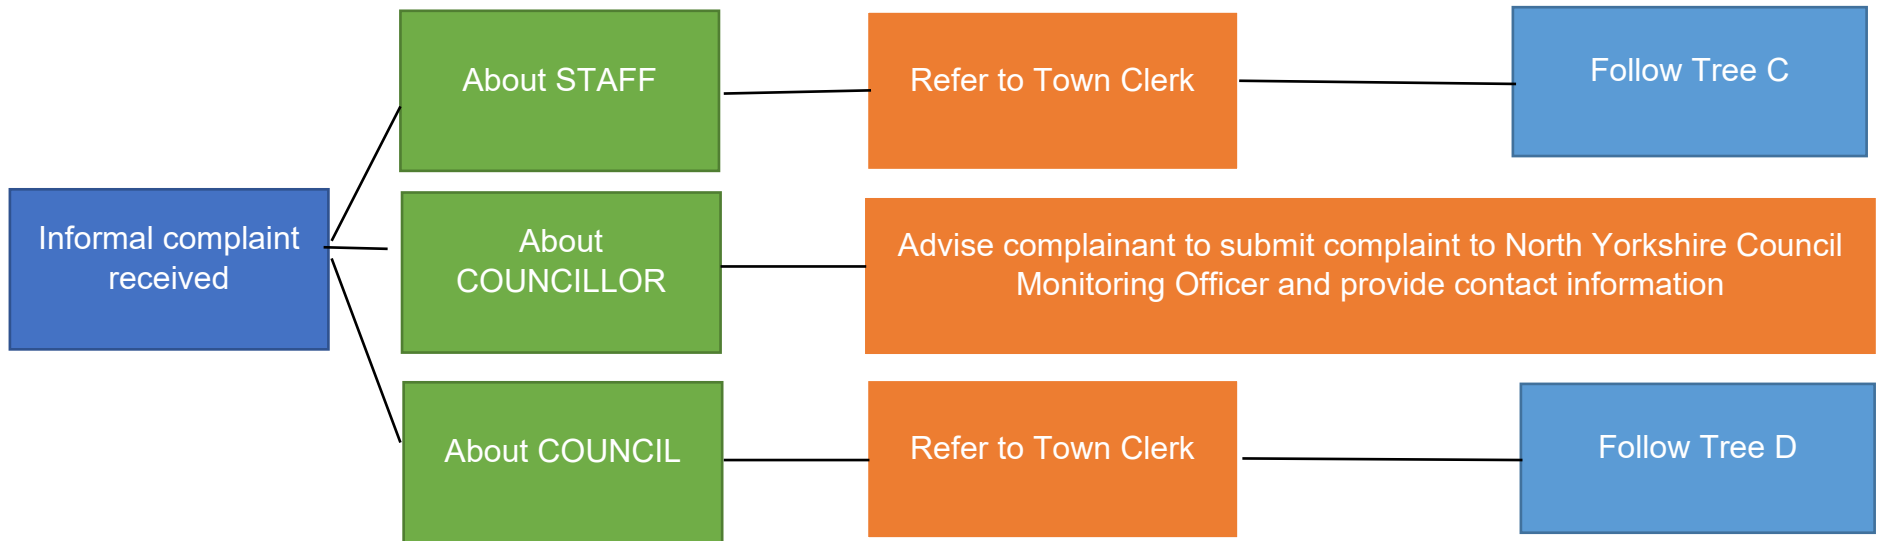 About STAFF
Refer to Town Clerk
Follow Tree C
Informal complaint
received
About
COUNCILLOR
Advise complainant to submit complaint to North Yorkshire Council
Monitoring Officer and provide contact information
About COUNCIL
Refer to Town Clerk
Follow Tree D